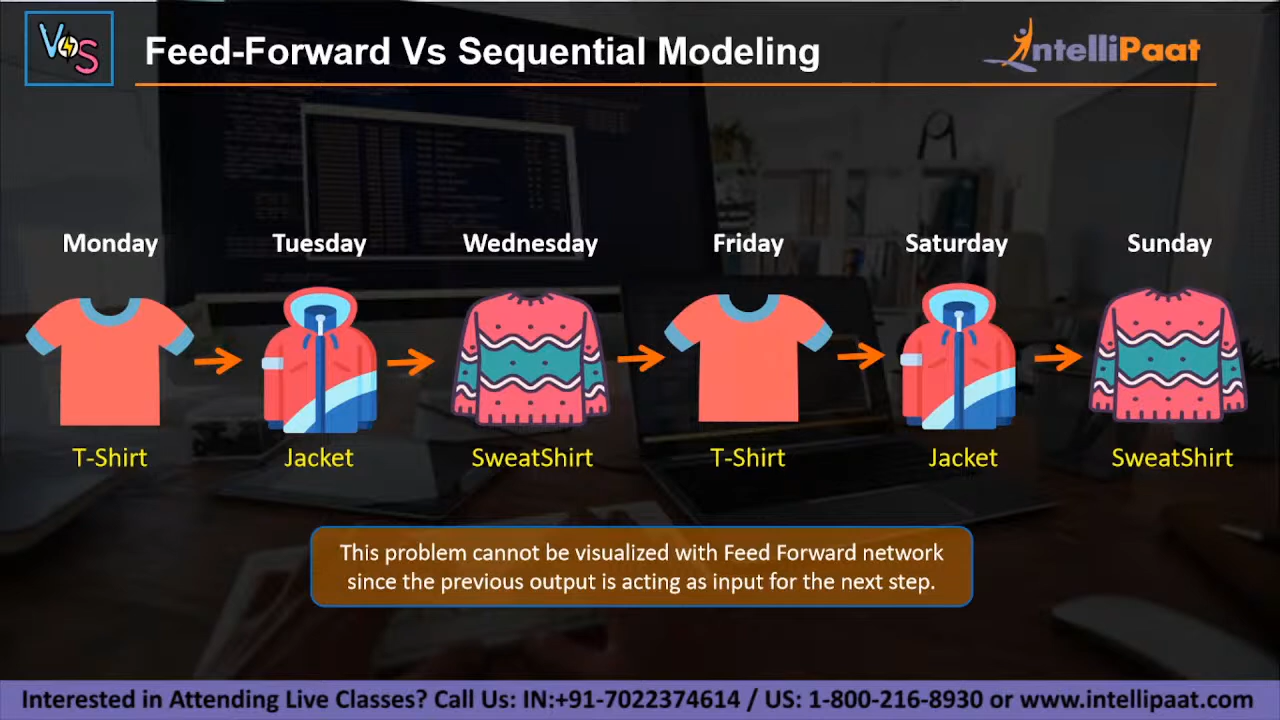 VS
Feed-Forward Vs Sequential Modeling
IntelliPaat
Monday
Tuesday
Wednesday
Friday
Saturday
Sunday
T-Shirt
Jacket
SweatShirt
T-Shirt
Jacket
SweatShirt
This problem cannot be visualized with Feed Forward network
since the previous output is acting as input for the next step.
Interested in Attending Live Classes? Call Us: IN:+91-7022374614 / US: 1-800-216-8930 or www.intellipaat.com